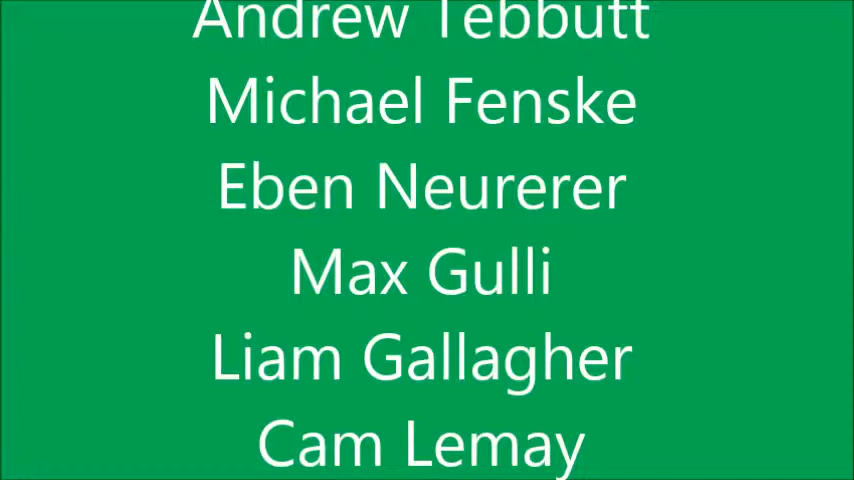 Andrew Tebbutt
Michael Fenske
Eben Neurerer
Max Gulli
Liam Gallagher
Cam Lemay